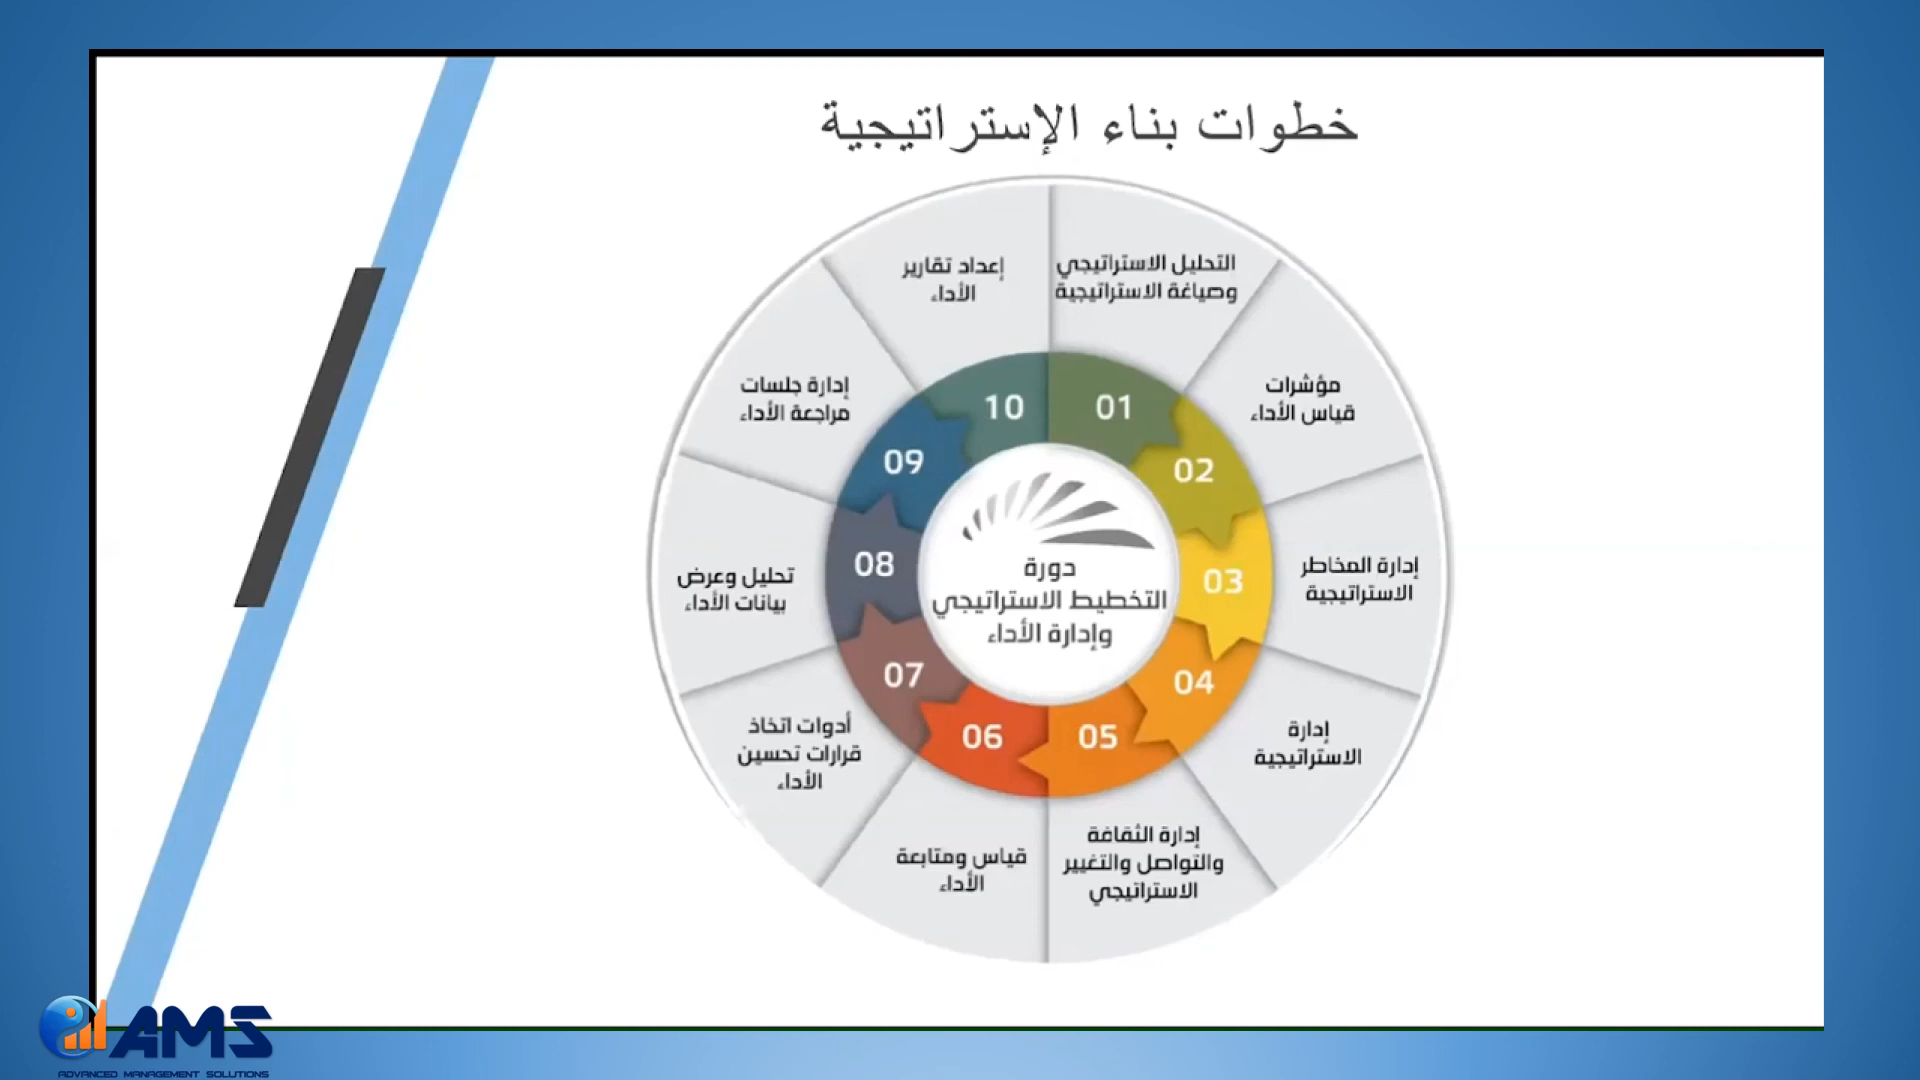 خطوات بناء الإستراتيجية
التحليل الاستراتيجي
وصياغة الاستراتيجية
01
مؤشرات
قياس الأداء
02
إدارة المخاطر
الاستراتيجية
03
إدارة
الاستراتيجية
04
إدارة الثقافة
والتواصل والتغيير
الاستراتيجي
05
قياس ومتابعة
الأداء
06
أدوات اتخاذ
قرارات تحسين
الأداء
07
تحليل وعرض
بيانات الأداء
08
إدارة جلسات
مراجعة الأداء
09
إعداد تقارير
الأداء
10
دورة
التخطيط الاستراتيجي
وإدارة الأداء
AMS
ADVANCED MANAGEMENT SOLUTIONS